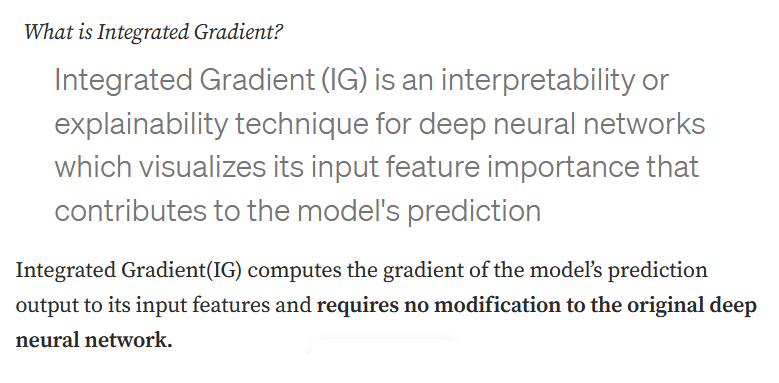 What is Integrated Gradient?
Integrated Gradient (IG) is an interpretability or
explainability technique for deep neural networks
which visualizes its input feature importance that
contributes to the model's prediction
Integrated Gradient(IG) computes the gradient of the model’s prediction
output to its input features and requires no modification to the original deep
neural network.